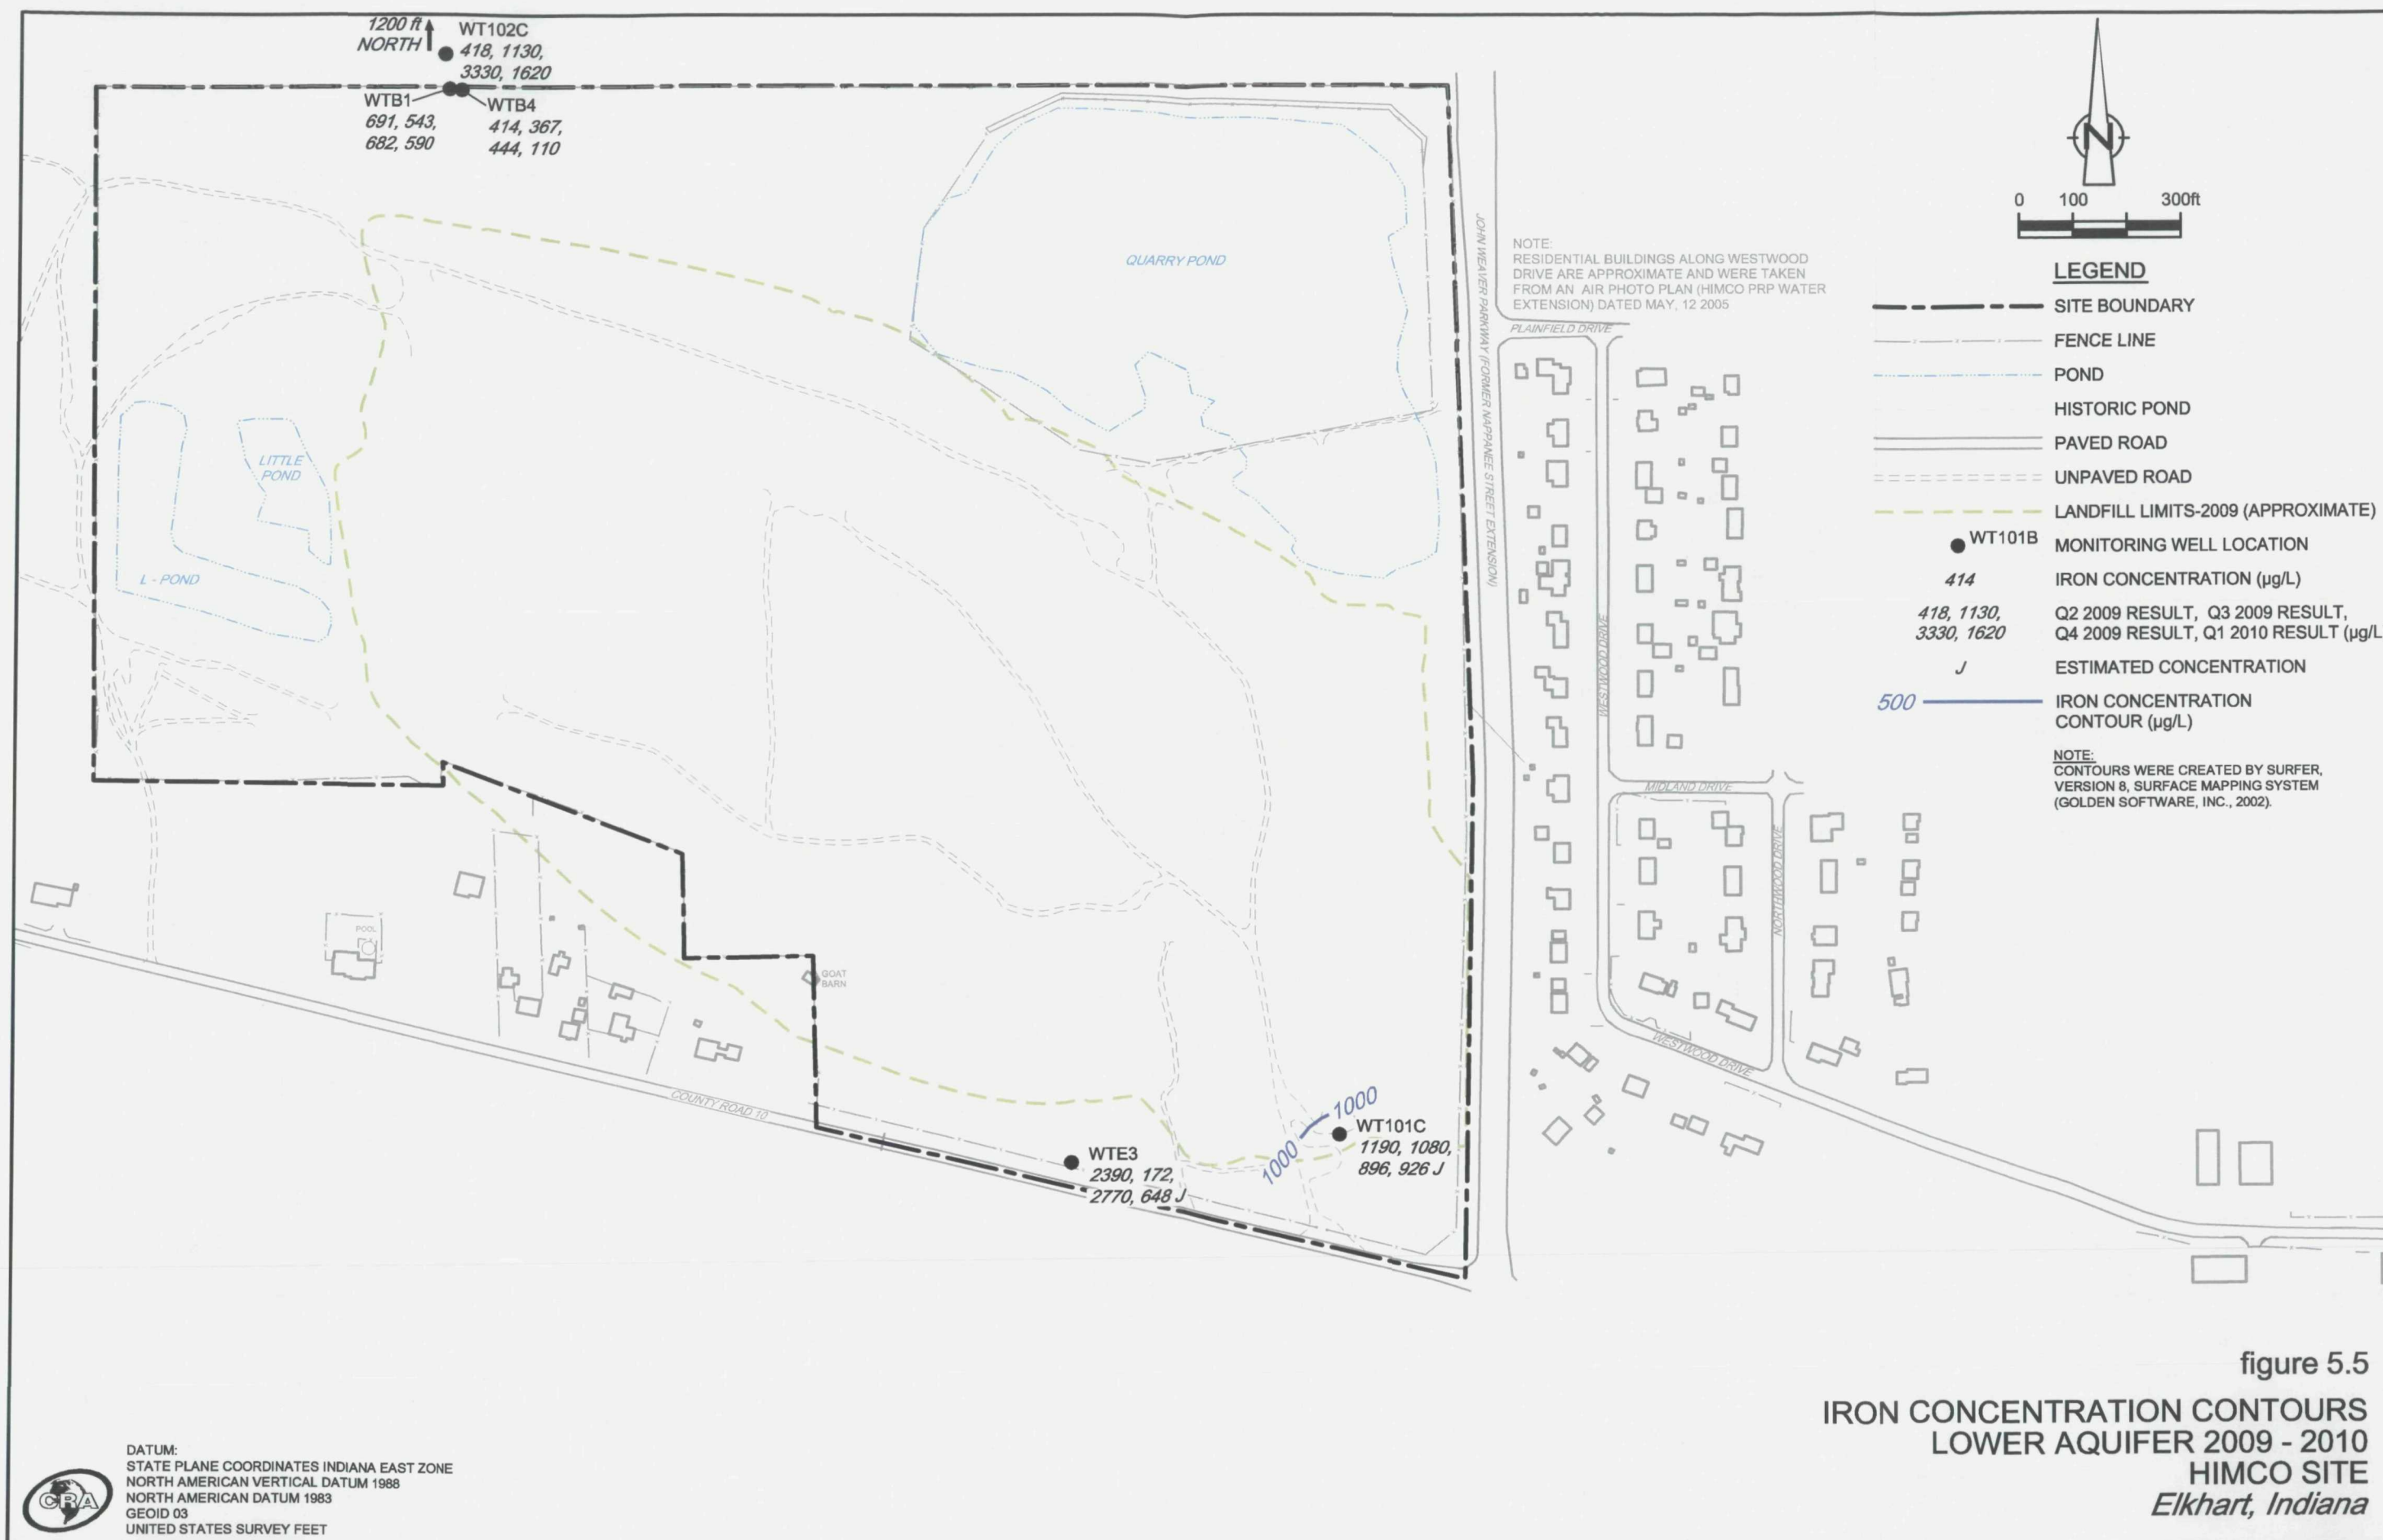 1200 ft
NORTH
WT102C
418, 1130,
3330, 1620
WTB1
691, 543,
682, 590
WTB4
414, 367,
444, 110
QUARRY POND
LITTLE
POND
L - POND
JOHN WEAVER PARKWAY (FORMER NAPPANEE STREET EXTENSION)
NOTE:
RESIDENTIAL BUILDINGS ALONG WESTWOOD
DRIVE ARE APPROXIMATE AND WERE TAKEN
FROM AN AIR PHOTO PLAN (HIMCO PRP WATER
EXTENSION) DATED MAY, 12 2005
PLAINFIELD DRIVE
WESTWOOD DRIVE
MIDLAND DRIVE
NORTHWOOD DRIVE
WESTWOOD DRIVE
POOL
GOAT
BARN
COUNTY ROAD 10
1000
1000
WT101C
1190, 1080,
896, 926 J
WTE3
2390, 172,
2770, 648 J
N
0 100 300ft
LEGEND
SITE BOUNDARY
FENCE LINE
POND
HISTORIC POND
PAVED ROAD
UNPAVED ROAD
LANDFILL LIMITS-2009 (APPROXIMATE)
WT101B MONITORING WELL LOCATION
414 IRON CONCENTRATION (µg/L)
418, 1130, Q2 2009 RESULT, Q3 2009 RESULT,
3330, 1620 Q4 2009 RESULT, Q1 2010 RESULT (µg/L
J ESTIMATED CONCENTRATION
500 IRON CONCENTRATION
CONTOUR (µg/L)
NOTE:
CONTOURS WERE CREATED BY SURFER,
VERSION 8, SURFACE MAPPING SYSTEM
(GOLDEN SOFTWARE, INC., 2002).
figure 5.5
IRON CONCENTRATION CONTOURS
LOWER AQUIFER 2009 - 2010
HIMCO SITE
Elkhart, Indiana
CRA
DATUM:
STATE PLANE COORDINATES INDIANA EAST ZONE
NORTH AMERICAN VERTICAL DATUM 1988
NORTH AMERICAN DATUM 1983
GEOID 03
UNITED STATES SURVEY FEET